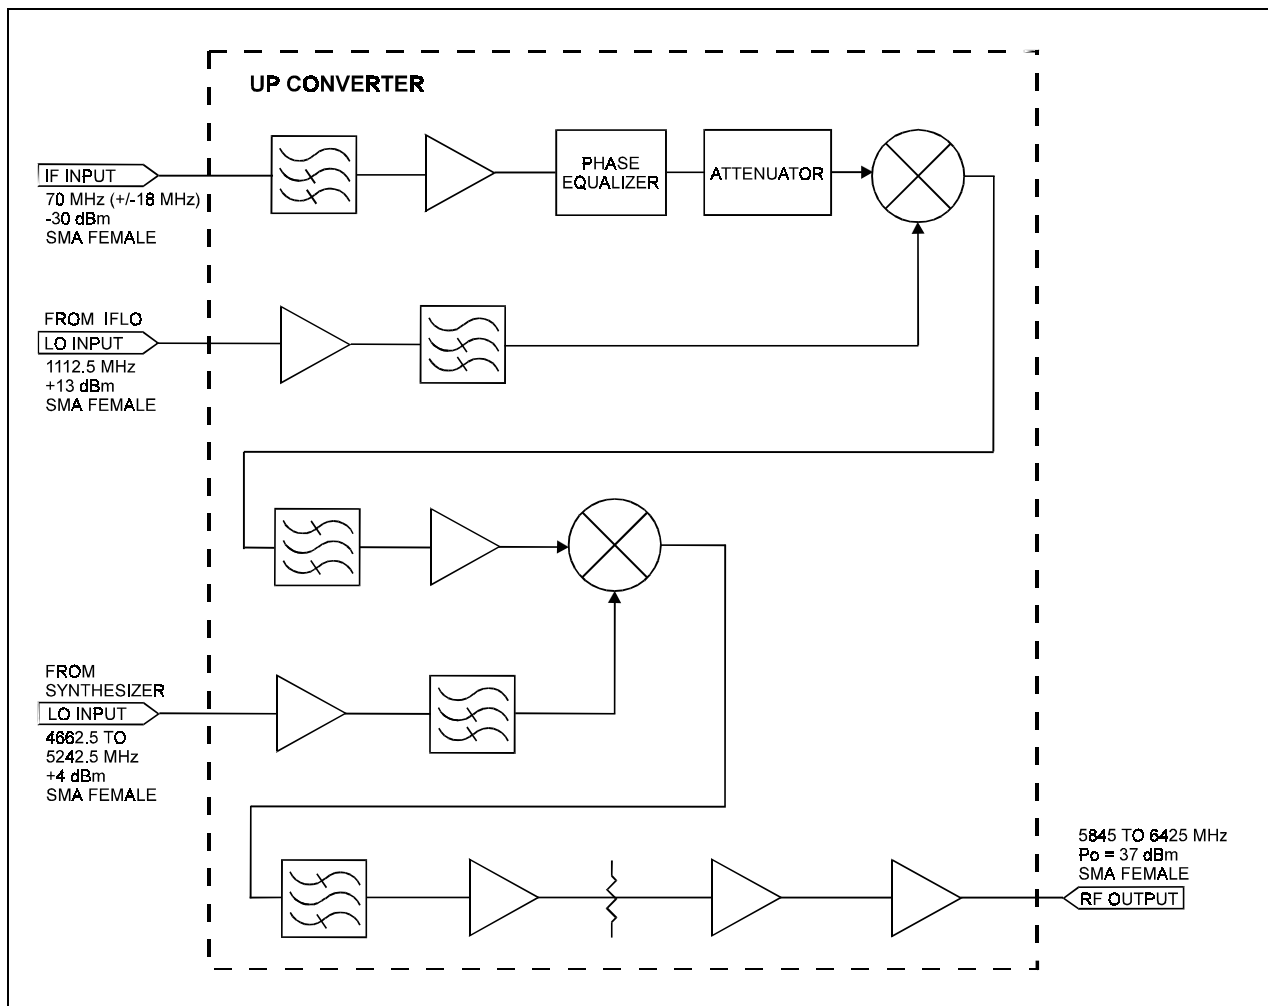 UP CONVERTER
IF INPUT
70 MHz (+/-18 MHz)
-30 dBm
SMA FEMALE
PHASE
EQUALIZER
ATTENUATOR
FROM IFLO
LO INPUT
1112.5 MHz
+13 dBm
SMA FEMALE
FROM
SYNTHESIZER
LO INPUT
4662.5 TO
5242.5 MHz
+4 dBm
SMA FEMALE
5845 TO 6425 MHz
Po = 37 dBm
SMA FEMALE
RF OUTPUT